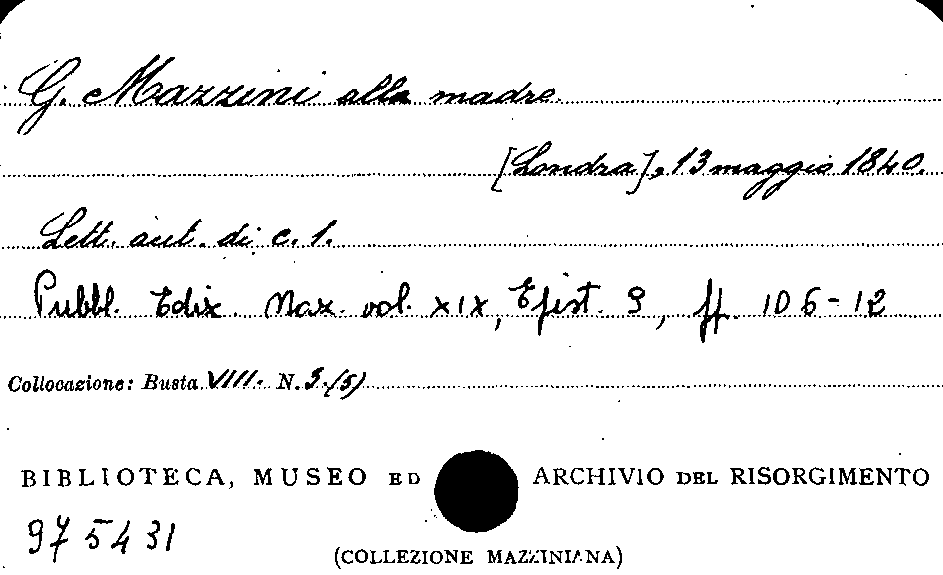 G. Mazzini alla madre.
[Londra], 13 maggio 1840.
Lett. aut. di c. 1.
Pubbl. Ediz. Naz. vol. XIX, Epist. 9, pp. 106-12
Collocazione: Busta VIII. N. 3.(5)
BIBLIOTECA, MUSEO ED ARCHIVIO DEL RISORGIMENTO
975431
(COLLEZIONE MAZZINIANA)